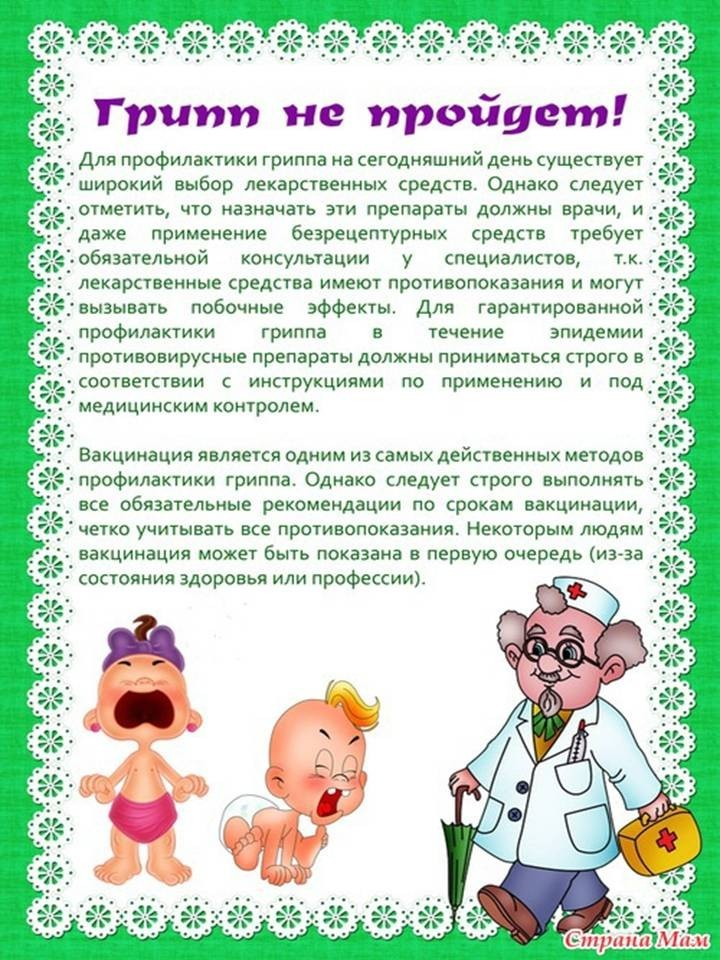 Грипп не пройдет!
Для профилактики гриппа на сегодняшний день существует
широкий выбор лекарственных средств. Однако следует
отметить, что назначать эти препараты должны врачи, и
даже применение безрецептурных средств требует
обязательной консультации у специалистов, т.к.
лекарственные средства имеют противопоказания и могут
вызывать побочные эффекты. Для гарантированной
профилактики гриппа в течение эпидемии
противовирусные препараты должны приниматься строго в
соответствии с инструкциями по применению и под
медицинским контролем.
Вакцинация является одним из самых действенных методов
профилактики гриппа. Однако следует строго выполнять
все обязательные рекомендации по срокам вакцинации,
четко учитывать все противопоказания. Некоторым людям
вакцинация может быть показана в первую очередь (из-за
состояния здоровья или профессии).
Страна Мам